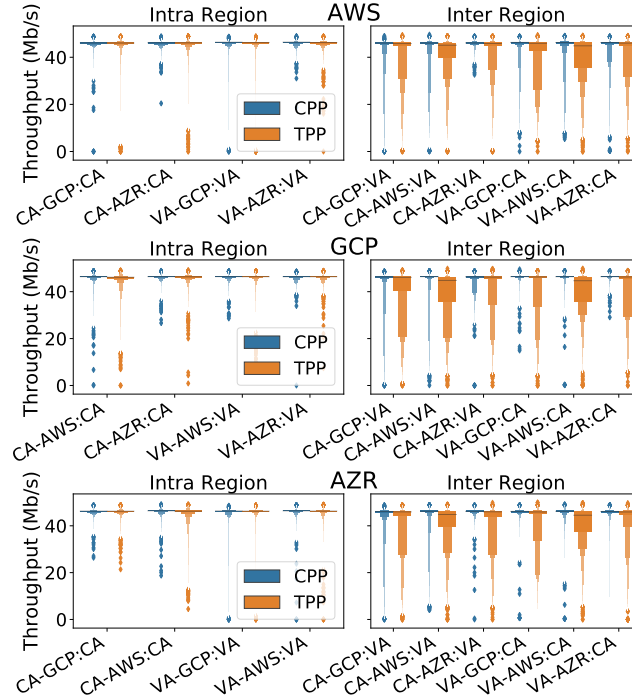 AWS
Intra Region
Inter Region
Throughput (Mb/s)
40
20
0
CPP
TPP
CA-GCP:CA
CA-AZR:CA
VA-GCP:VA
VA-AZR:VA
CA-GCP:VA
CA-AWS:VA
CA-AZR:VA
VA-GCP:CA
VA-AWS:CA
VA-AZR:CA
GCP
Intra Region
Inter Region
Throughput (Mb/s)
40
20
0
CPP
TPP
CA-AWS:CA
CA-AZR:CA
VA-AWS:VA
VA-AZR:VA
CA-GCP:VA
CA-AWS:VA
CA-AZR:VA
VA-GCP:CA
VA-AWS:CA
VA-AZR:CA
AZR
Intra Region
Inter Region
Throughput (Mb/s)
40
20
0
CPP
TPP
CA-GCP:CA
CA-AWS:CA
VA-GCP:VA
VA-AWS:VA
CA-GCP:VA
CA-AWS:VA
CA-AZR:VA
VA-GCP:CA
VA-AWS:CA
VA-AZR:CA